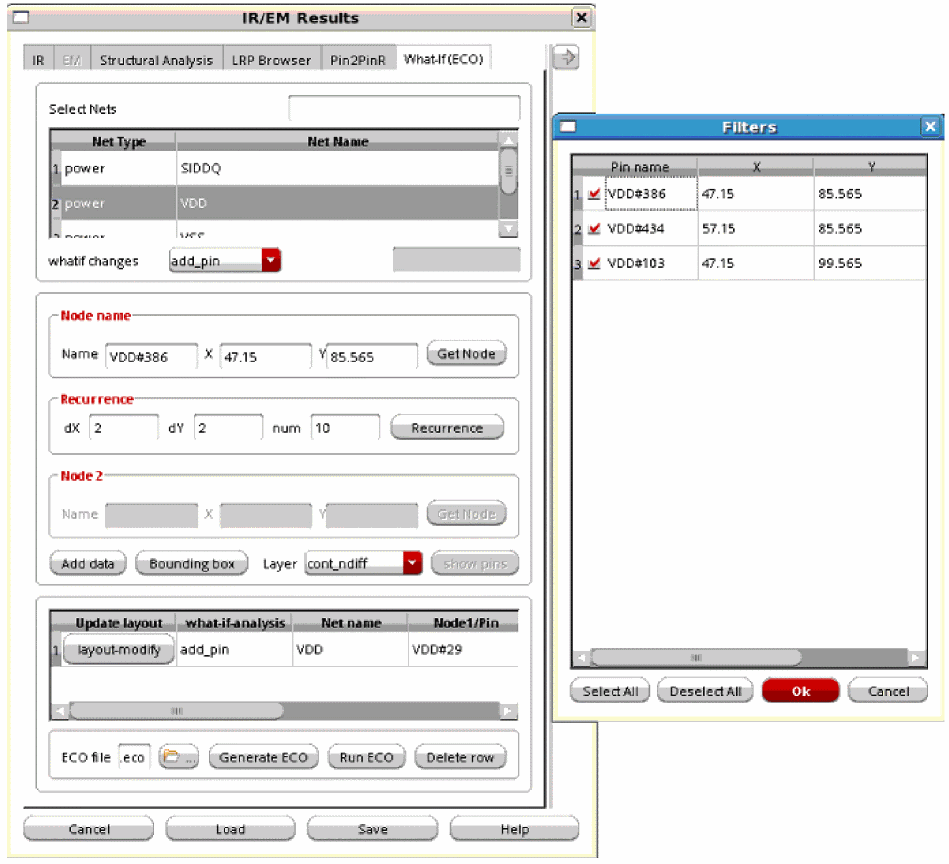 IR/EM Results
IR EM Structural Analysis LRP Browser Pin2PinR What-If(ECO)
Select Nets
Net Type Net Name
1 power SIDDQ
2 power VDD
3 power VSS
whatif changes add_pin
Node name
Name VDD#386 X 47.15 Y 85.565 Get Node
Recurrence
dX 2 dY 2 num 10 Recurrence
Node 2
Name X Y Get Node
Add data Bounding box Layer cont_ndiff show pins
Update layout what-if-analysis Net name Node1/Pin
1 layout-modify add_pin VDD VDD#29
ECO file .eco ... Generate ECO Run ECO Delete row
Cancel Load Save Help
Filters
Pin name X Y
1 VDD#386 47.15 85.565
2 VDD#434 57.15 85.565
3 VDD#103 47.15 99.565
Select All Deselect All Ok Cancel